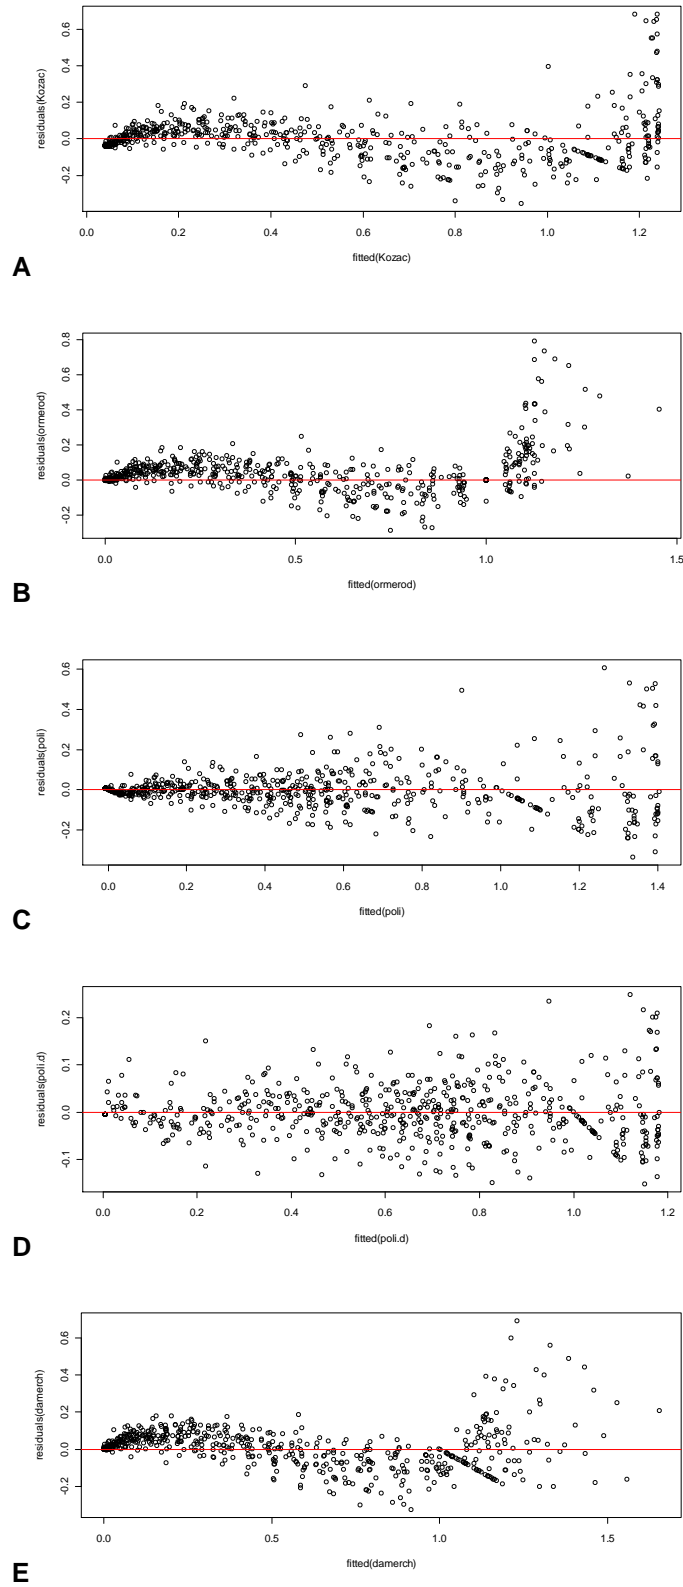 residuals(Kozac)
0.6
0.4
0.2
0.0
-0.2
0.0 0.2 0.4 0.6 0.8 1.0 1.2
fitted(Kozac)
A
residuals(ormerod)
0.8
0.6
0.4
0.2
0.0
-0.2
0.0 0.5 1.0 1.5
fitted(ormerod)
B
residuals(poli)
0.6
0.4
0.2
0.0
-0.2
0.0 0.2 0.4 0.6 0.8 1.0 1.2 1.4
fitted(poli)
C
residuals(poli.d)
0.2
0.1
0.0
-0.1
0.0 0.2 0.4 0.6 0.8 1.0 1.2
fitted(poli.d)
D
residuals(damerch)
0.6
0.4
0.2
0.0
-0.2
0.0 0.5 1.0 1.5
fitted(damerch)
E